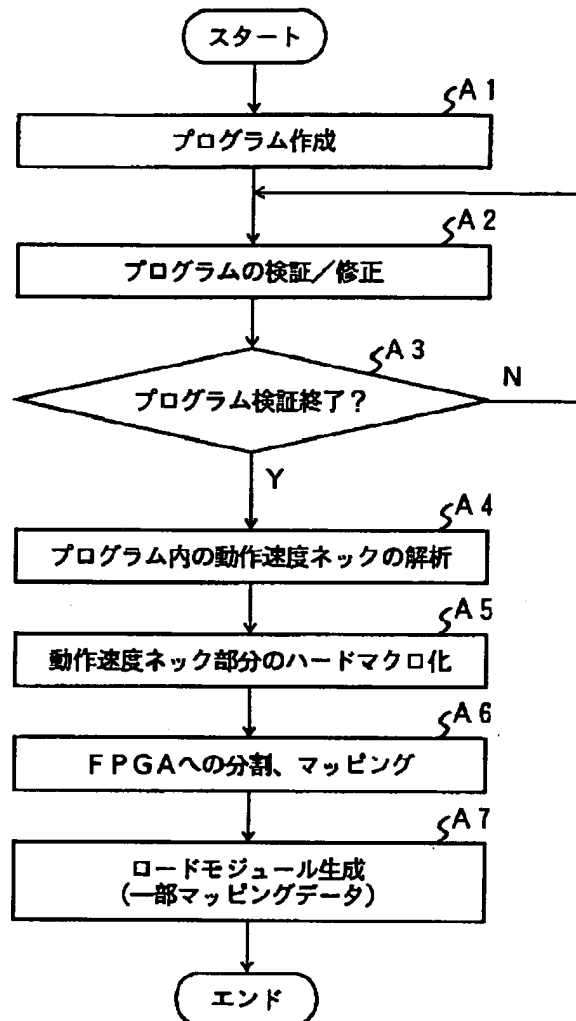 スタート
A1
プログラム作成
A2
プログラムの検証／修正
A3
プログラム検証終了？
N
Y
A4
プログラム内の動作速度ネックの解析
A5
動作速度ネック部分のハードマクロ化
A6
FPGAへの分割、マッピング
A7
ロードモジュール生成
(一部マッピングデータ)
エンド